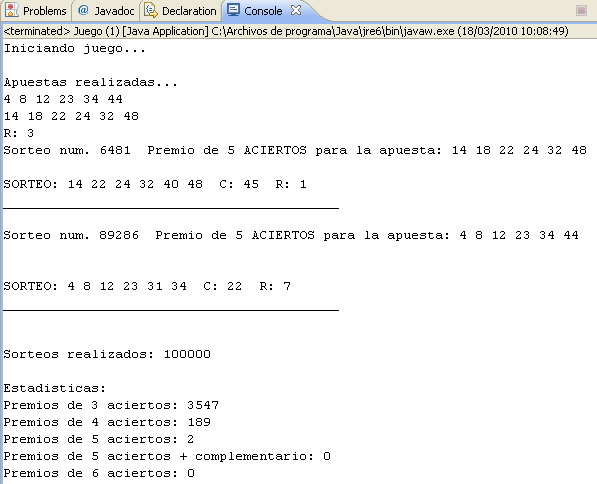 Problems @ Javadoc Declaration Console
<terminated> Juego (1) [Java Application] C:\Archivos de programa\Java\jre6\bin\javaw.exe (18/03/2010 10:08:49)
Iniciando juego...
Apuestas realizadas...
4 8 12 23 34 44
14 18 22 24 32 48
R: 3
Sorteo num. 6481  Premio de 5 ACIERTOS para la apuesta: 14 18 22 24 32 48
SORTEO: 14 22 24 32 40 48  C: 45  R: 1
Sorteo num. 89286  Premio de 5 ACIERTOS para la apuesta: 4 8 12 23 34 44
SORTEO: 4 8 12 23 31 34  C: 22  R: 7
Sorteos realizados: 100000
Estadisticas:
Premios de 3 aciertos: 3547
Premios de 4 aciertos: 189
Premios de 5 aciertos: 2
Premios de 5 aciertos + complementario: 0
Premios de 6 aciertos: 0